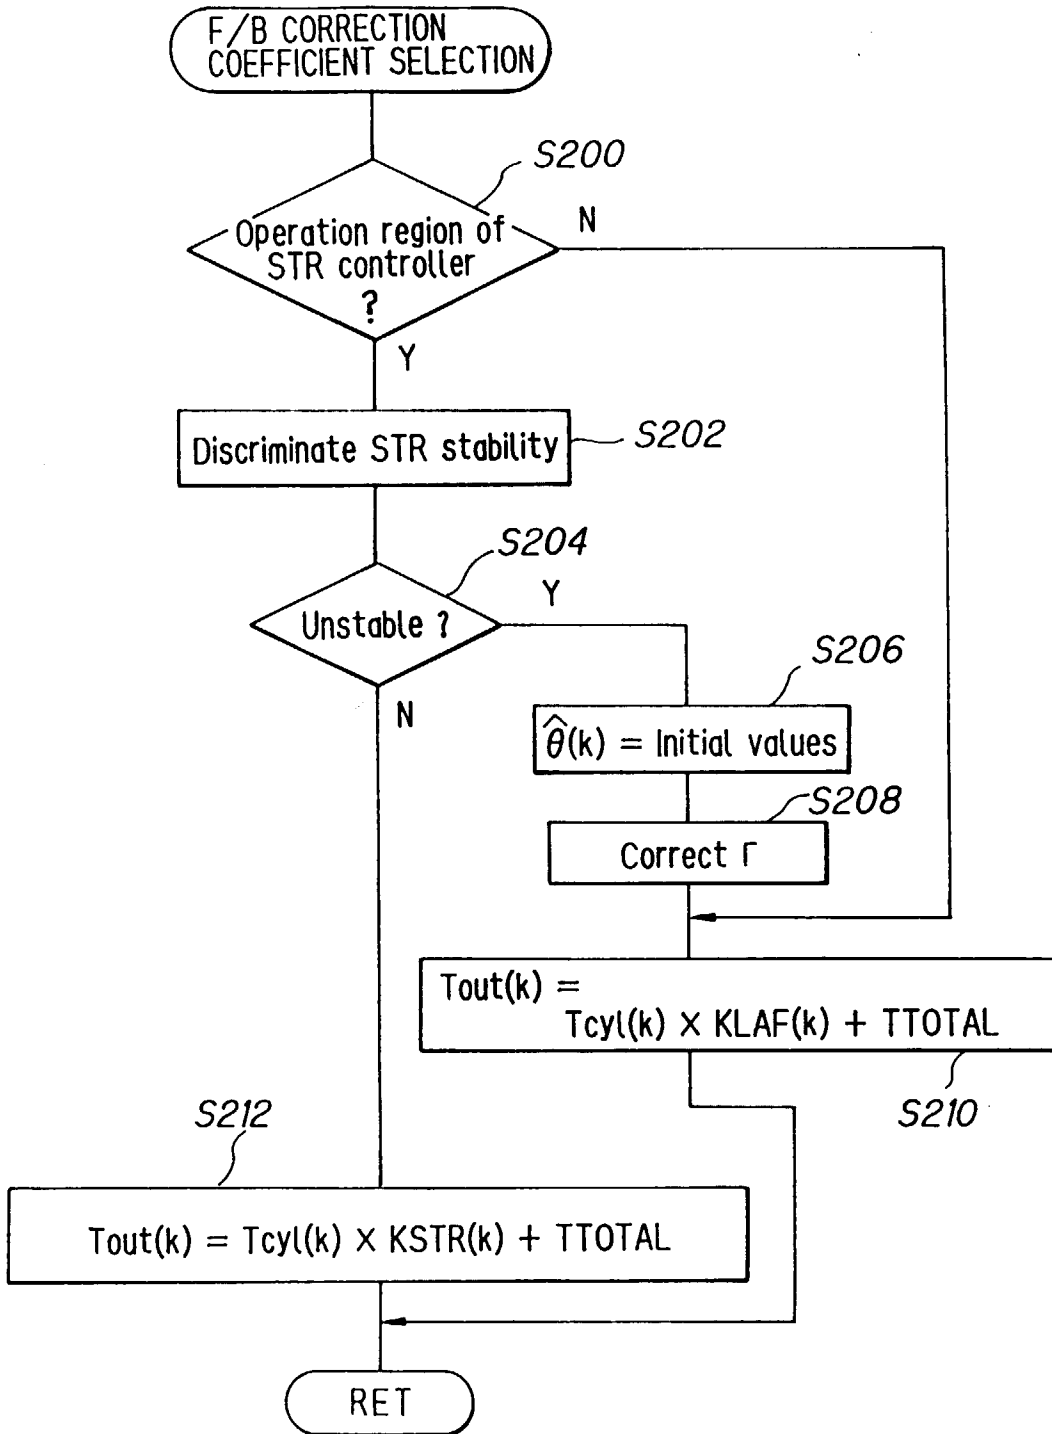 F/B CORRECTION
COEFFICIENT SELECTION
S200
Operation region of
STR controller
?
N
Y
Discriminate STR stability
S202
S204
Unstable ?
Y
N
S206
θ̂(k) = Initial values
S208
Correct Γ
Tout(k) =
Tcyl(k) × KLAF(k) + TTOTAL
S210
S212
Tout(k) = Tcyl(k) × KSTR(k) + TTOTAL
RET